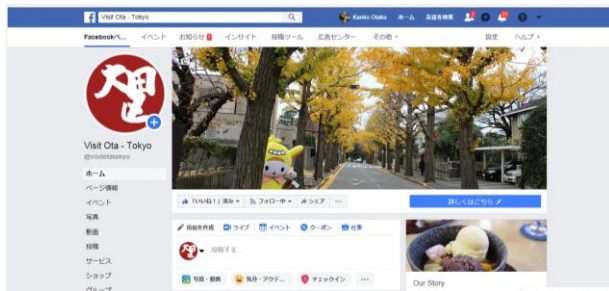 Visit Ota - Tokyo
Kanko Otaku ホーム 友達を検索
Facebookペ... イベント お知らせ インサイト 投稿ツール 広告センター その他 設定 ヘルプ
大田区
Visit Ota - Tokyo
@visitotatokyo
ホーム
ページ情報
イベント
写真
動画
投稿
サービス
ショップ
グループ
「いいね！」済み フォロー中 シェア ... 詳しくはこちら
投稿を作成 ライブ イベント クーポン 仕事
投稿する...
写真・動画 気分・アクテ... チェックイン ...
Our Story